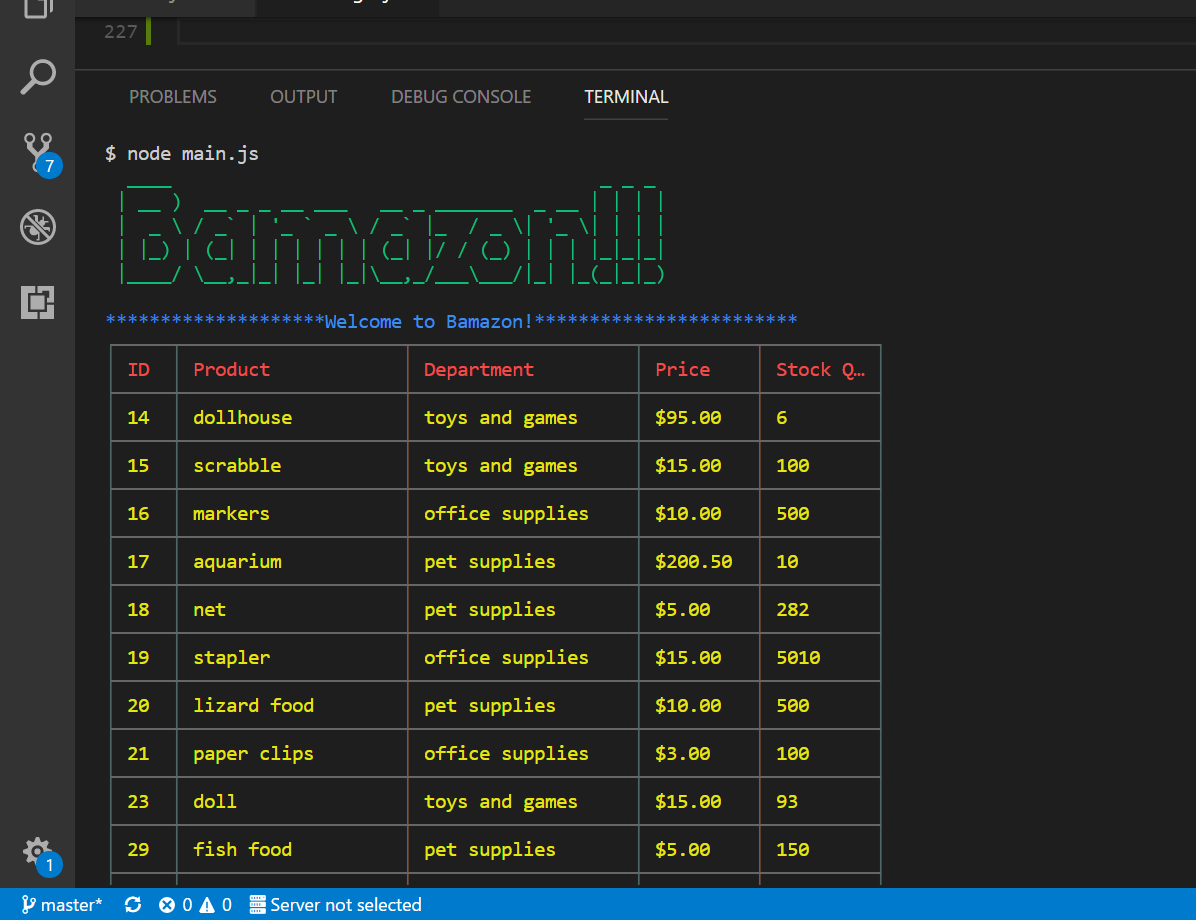 227
PROBLEMS OUTPUT DEBUG CONSOLE TERMINAL
$ node main.js
Bamazon!!!
********************Welcome to Bamazon!************************
ID Product Department Price Stock Q…
14 dollhouse toys and games $95.00 6
15 scrabble toys and games $15.00 100
16 markers office supplies $10.00 500
17 aquarium pet supplies $200.50 10
18 net pet supplies $5.00 282
19 stapler office supplies $15.00 5010
20 lizard food pet supplies $10.00 500
21 paper clips office supplies $3.00 100
23 doll toys and games $15.00 93
29 fish food pet supplies $5.00 150
7
1
master* 0 0 Server not selected